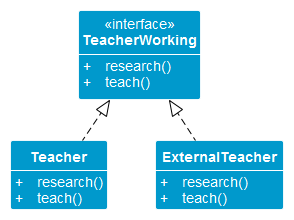 «interface»
TeacherWorking
+ research()
+ teach()
Teacher
+ research()
+ teach()
ExternalTeacher
+ research()
+ teach()